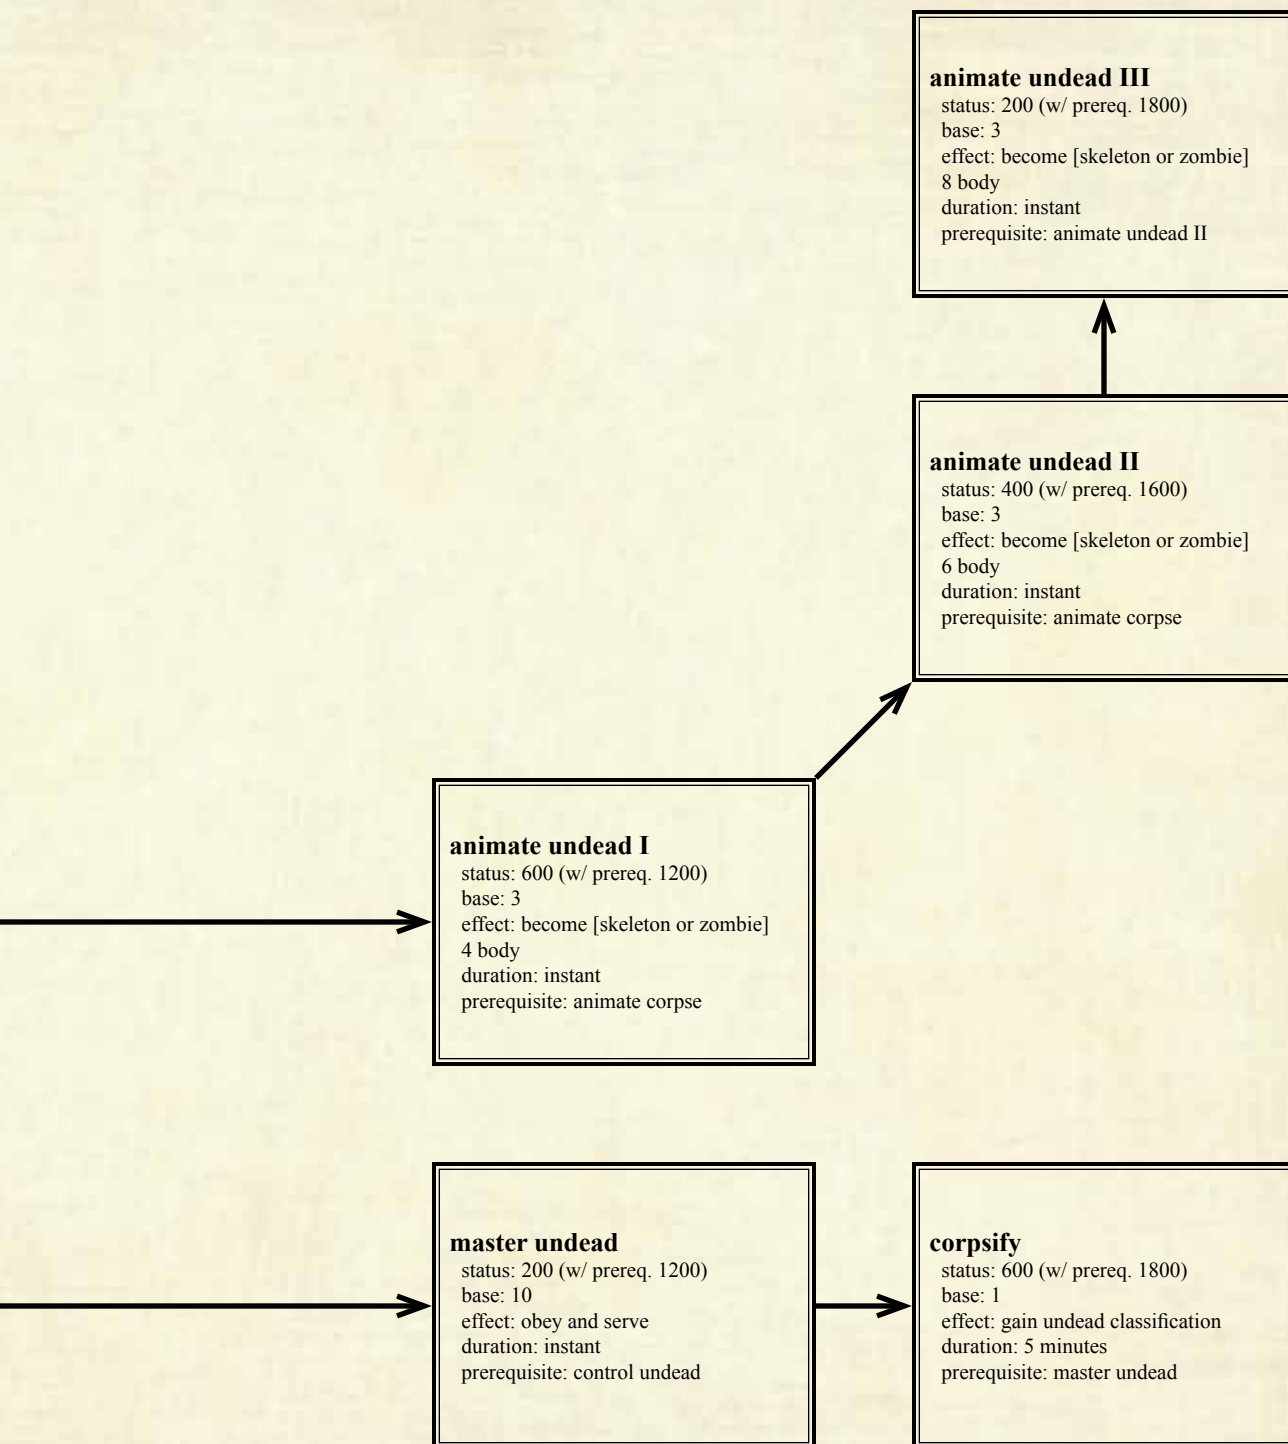 animate undead III
status: 200 (w/ prereq. 1800)
base: 3
effect: become [skeleton or zombie]
8 body
duration: instant
prerequisite: animate undead II
animate undead II
status: 400 (w/ prereq. 1600)
base: 3
effect: become [skeleton or zombie]
6 body
duration: instant
prerequisite: animate corpse
animate undead I
status: 600 (w/ prereq. 1200)
base: 3
effect: become [skeleton or zombie]
4 body
duration: instant
prerequisite: animate corpse
master undead
status: 200 (w/ prereq. 1200)
base: 10
effect: obey and serve
duration: instant
prerequisite: control undead
corpsify
status: 600 (w/ prereq. 1800)
base: 1
effect: gain undead classification
duration: 5 minutes
prerequisite: master undead